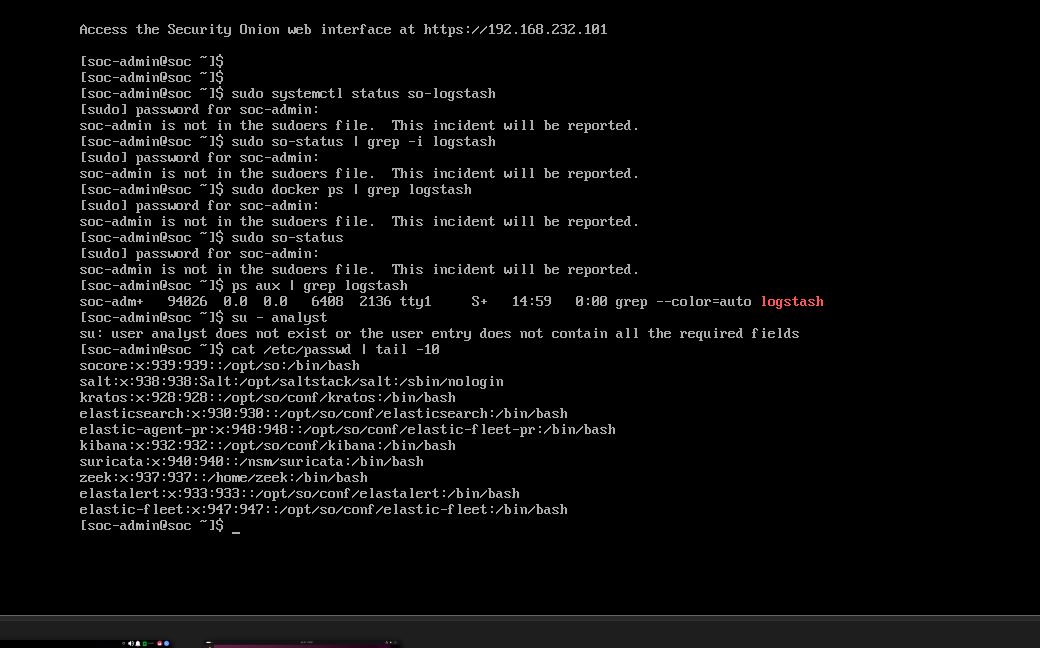 Access the Security Onion web interface at https://192.168.232.101
[soc-admin@soc ~]$
[soc-admin@soc ~]$
[soc-admin@soc ~]$ sudo systemctl status so-logstash
[sudo] password for soc-admin:
soc-admin is not in the sudoers file.  This incident will be reported.
[soc-admin@soc ~]$ sudo so-status | grep -i logstash
[sudo] password for soc-admin:
soc-admin is not in the sudoers file.  This incident will be reported.
[soc-admin@soc ~]$ sudo docker ps | grep logstash
[sudo] password for soc-admin:
soc-admin is not in the sudoers file.  This incident will be reported.
[soc-admin@soc ~]$ sudo so-status
[sudo] password for soc-admin:
soc-admin is not in the sudoers file.  This incident will be reported.
[soc-admin@soc ~]$ ps aux | grep logstash
soc-adm+   94026  0.0  0.0   6408  2136 tty1     S+   14:59   0:00 grep --color=auto logstash
[soc-admin@soc ~]$ su - analyst
su: user analyst does not exist or the user entry does not contain all the required fields
[soc-admin@soc ~]$ cat /etc/passwd | tail -10
socore:x:939:939::/opt/so:/bin/bash
salt:x:938:938:Salt:/opt/saltstack/salt:/sbin/nologin
kratos:x:928:928::/opt/so/conf/kratos:/bin/bash
elasticsearch:x:930:930::/opt/so/conf/elasticsearch:/bin/bash
elastic-agent-pr:x:948:948::/opt/so/conf/elastic-fleet-pr:/bin/bash
kibana:x:932:932::/opt/so/conf/kibana:/bin/bash
suricata:x:940:940::/nsm/suricata:/bin/bash
zeek:x:937:937::/home/zeek:/bin/bash
elastalert:x:933:933::/opt/so/conf/elastalert:/bin/bash
elastic-fleet:x:947:947::/opt/so/conf/elastic-fleet:/bin/bash
[soc-admin@soc ~]$ _